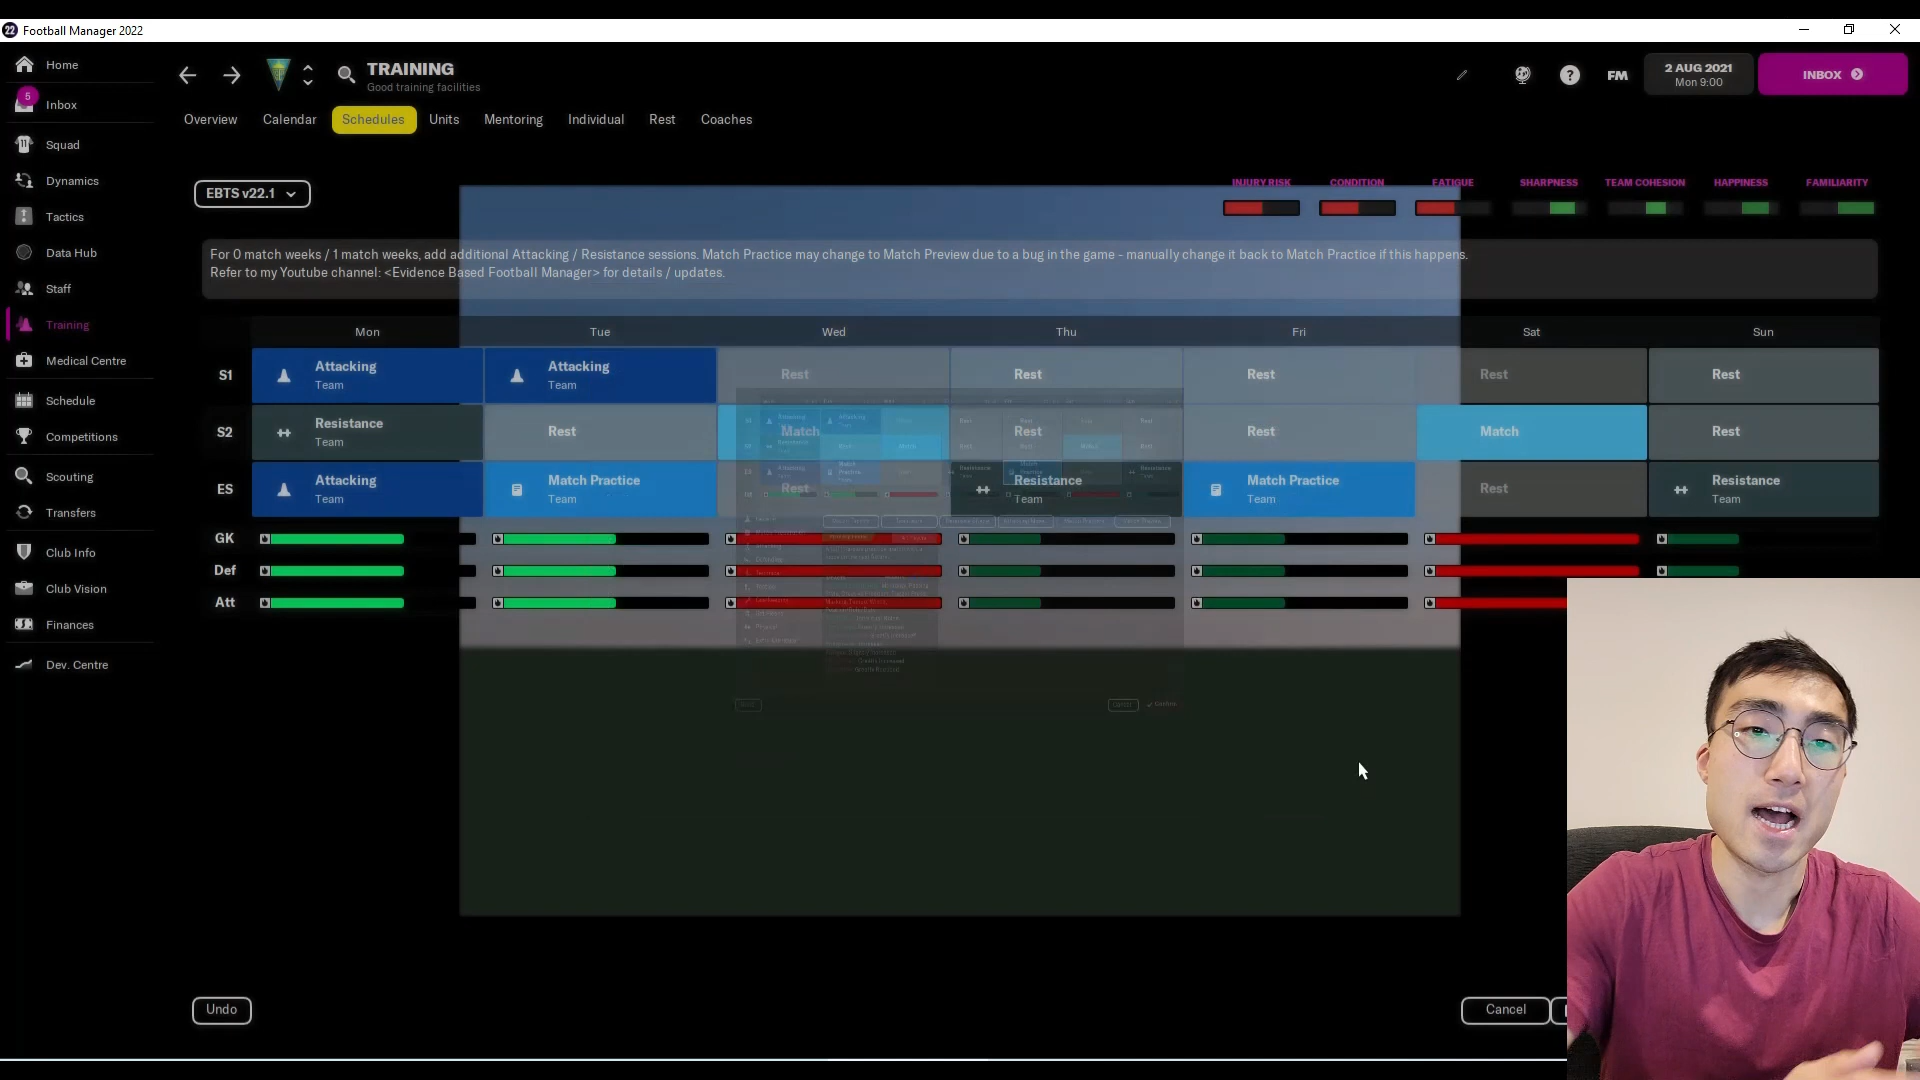 22 Football Manager 2022
Home
5
Inbox
Squad
Dynamics
Tactics
Data Hub
Staff
Training
Medical Centre
Schedule
Competitions
Scouting
Transfers
Club Info
Club Vision
Finances
Dev. Centre
TRAINING
Good training facilities
FM
2 AUG 2021
Mon 9:00
INBOX
Overview Calendar Schedules Units Mentoring Individual Rest Coaches
EBTS v22.1
INJURY RISK CONDITION FATIGUE SHARPNESS TEAM COHESION HAPPINESS FAMILIARITY
For 0 match weeks / 1 match weeks, add additional Attacking / Resistance sessions. Match Practice may change to Match Preview due to a bug in the game - manually change it back to Match Practice if this happens.
Refer to my Youtube channel: <Evidence Based Football Manager> for details / updates.
Mon Tue Wed Thu Fri Sat Sun
S1 Attacking Attacking Rest Rest Rest Rest Rest
Team Team
S2 Resistance Rest Match Rest Rest Match Rest
Team
ES Attacking Match Practice Rest Resistance Match Practice Rest Resistance
Team Team Team Team Team
GK
Def
Att
Undo
Cancel